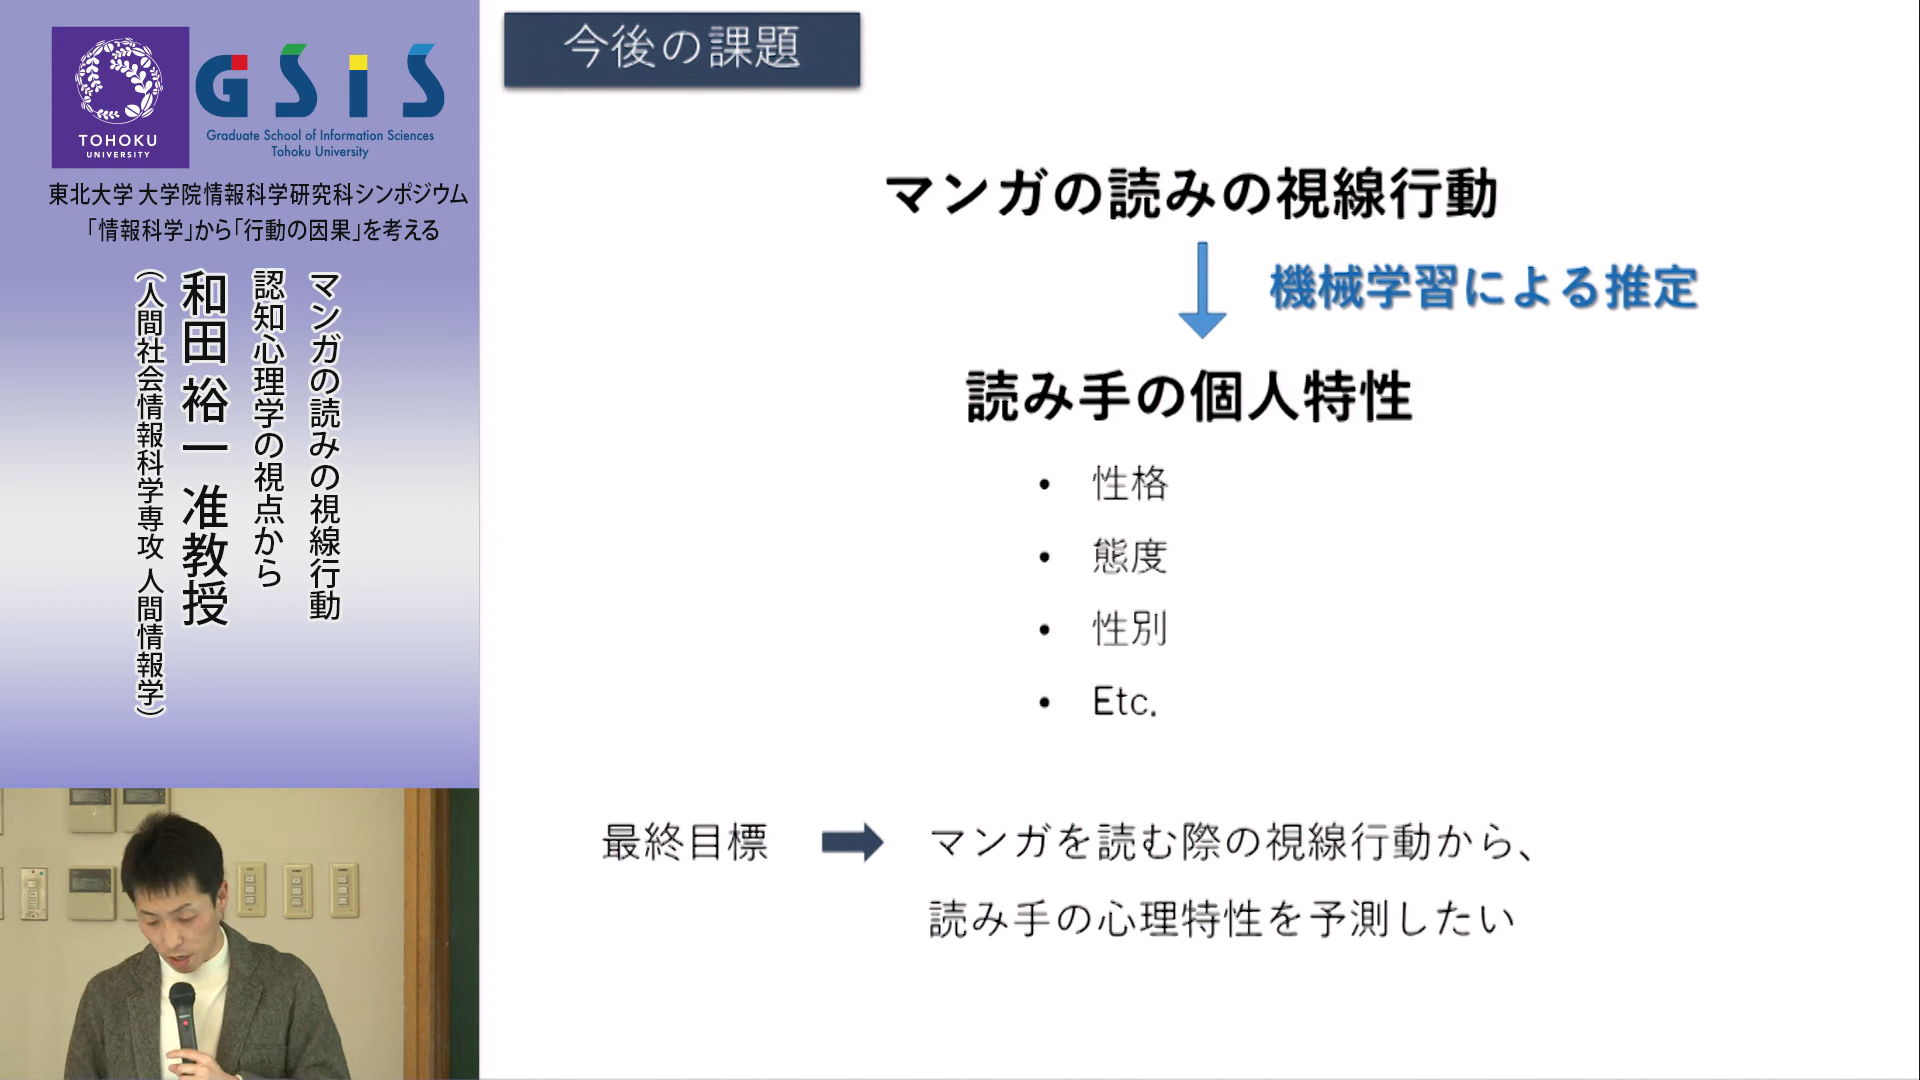 TOHOKU
UNIVERSITY
GSiS
Graduate School of Information Sciences
Tohoku University
東北大学 大学院情報科学研究科シンポジウム
「情報科学」から「行動の因果」を考える
マンガの読みの視線行動
認知心理学の視点から
和田 裕一 准教授
（人間社会情報科学専攻 人間情報学）
今後の課題
マンガの読みの視線行動
機械学習による推定
読み手の個人特性
• 性格
• 態度
• 性別
• Etc.
最終目標
マンガを読む際の視線行動から、
読み手の心理特性を予測したい